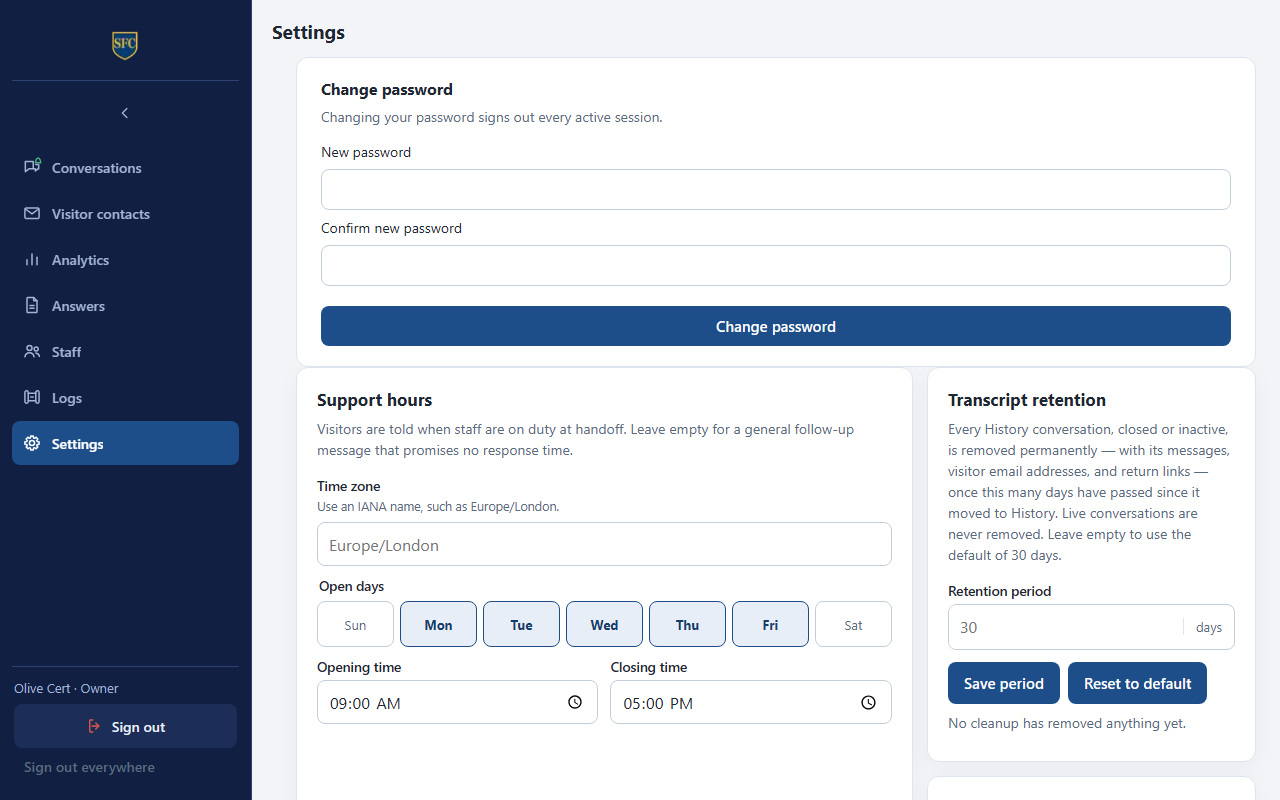 SFC
Conversations
Visitor contacts
Analytics
Answers
Staff
Logs
Settings
Olive Cert · Owner
Sign out
Sign out everywhere
Settings
Change password
Changing your password signs out every active session.
New password
Confirm new password
Change password
Support hours
Visitors are told when staff are on duty at handoff. Leave empty for a general follow-up
message that promises no response time.
Time zone
Use an IANA name, such as Europe/London.
Europe/London
Open days
Sun Mon Tue Wed Thu Fri Sat
Opening time Closing time
09:00 AM 05:00 PM
Transcript retention
Every History conversation, closed or inactive,
is removed permanently — with its messages,
visitor email addresses, and return links —
once this many days have passed since it
moved to History. Live conversations are
never removed. Leave empty to use the
default of 30 days.
Retention period
30 days
Save period Reset to default
No cleanup has removed anything yet.